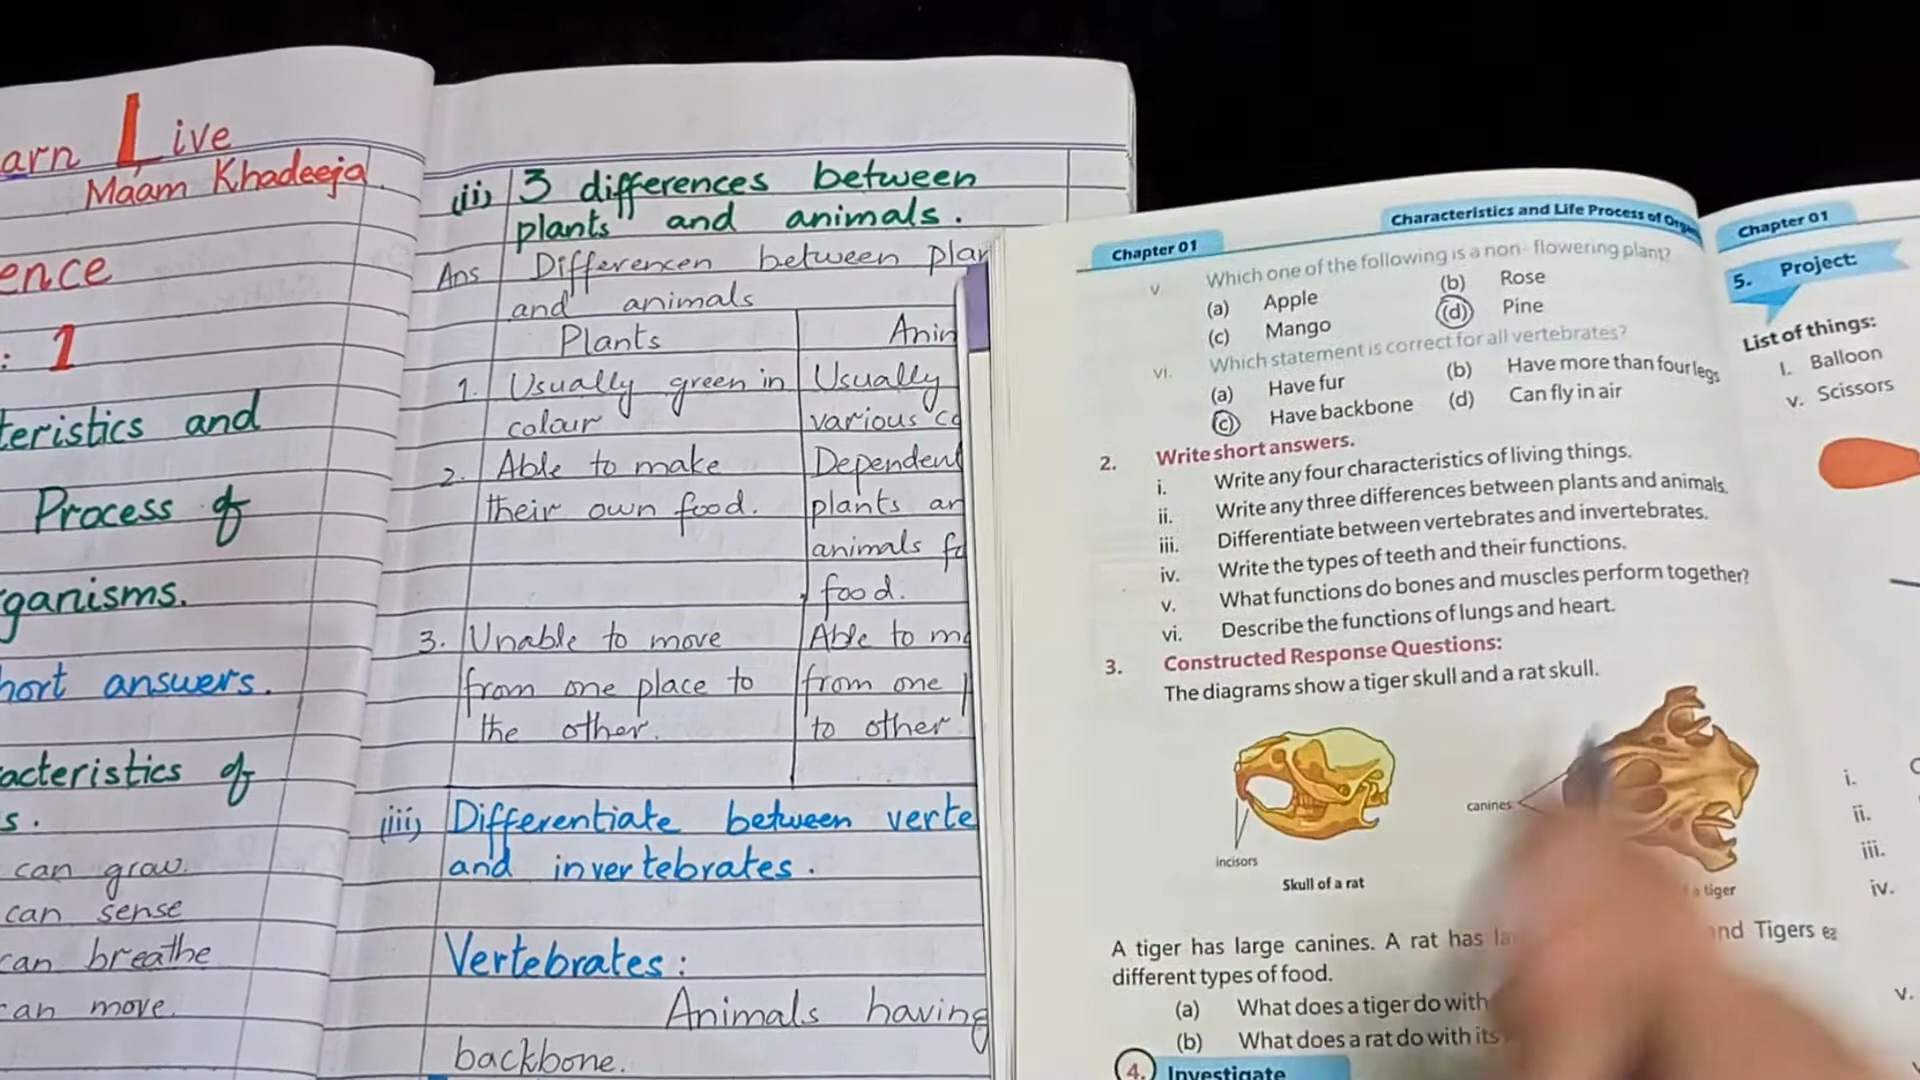 arn Live
Maam Khadeeja
ence
: 1
teristics and
Process of
ganisms.
hort answers.
acteristics of
s.
can grow.
can sense
can breathe
can move.
(ii) 3 differences between
plants and animals.
Ans Differencen between plan
and animals
Plants Anim
1. Usually green in Usually
colour various co
2. Able to make Dependent
their own food. plants an
animals fo
food.
3. Unable to move Able to mo
from one place to from one p
the other. to other
(iii) Differentiate between verte
and invertebrates.
Vertebrates:
Animals having
backbone.
Chapter 01 Characteristics and Life Process of Orga
v. Which one of the following is a non- flowering plant?
(a) Apple (b) Rose
(c) Mango (d) Pine
vi. Which statement is correct for all vertebrates?
(a) Have fur (b) Have more than four legs
(c) Have backbone (d) Can fly in air
2. Write short answers.
i. Write any four characteristics of living things.
ii. Write any three differences between plants and animals.
iii. Differentiate between vertebrates and invertebrates.
iv. Write the types of teeth and their functions.
v. What functions do bones and muscles perform together?
vi. Describe the functions of lungs and heart.
3. Constructed Response Questions:
The diagrams show a tiger skull and a rat skull.
canines
incisors
Skull of a rat
a tiger
A tiger has large canines. A rat has la and Tigers ea
different types of food.
(a) What does a tiger do with
(b) What does a rat do with its
4. Investigate
Chapter 01
5. Project:
List of things:
I. Balloon
v. Scissors
i.
ii.
iii.
iv.
v.